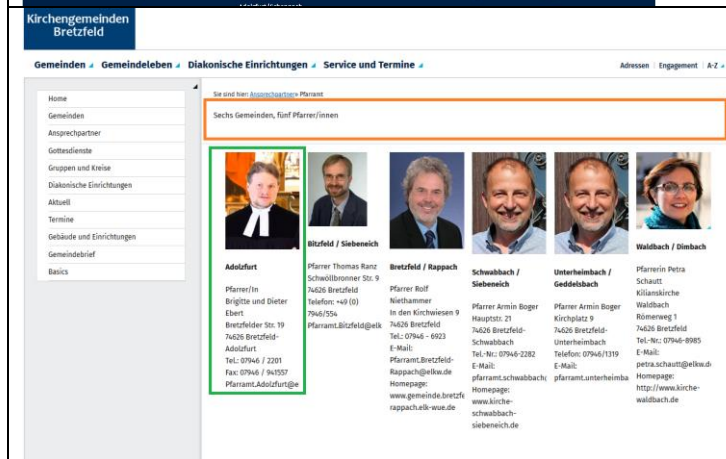 Kirchengemeinden
Bretzfeld
Gemeinden Gemeindeleben Diakonische Einrichtungen Service und Termine
Adressen | Engagement | A-Z
Home
Gemeinden
Ansprechpartner
Gottesdienste
Gruppen und Kreise
Diakonische Einrichtungen
Aktuell
Termine
Gebäude und Einrichtungen
Gemeindebrief
Basics
Sie sind hier: Ansprechpartner» Pfarramt
Sechs Gemeinden, fünf Pfarrer/innen
Adolzfurt
Pfarrer/In
Brigitte und Dieter
Ebert
Bretzfelder Str. 19
74626 Bretzfeld-
Adolzfurt
Tel.: 07946 / 2201
Fax: 07946 / 941557
Pfarramt.Adolzfurt@e
Bitzfeld / Siebeneich
Pfarrer Thomas Ranz
Schwöllbronner Str. 9
74626 Bretzfeld
Telefon: +49 (0)
7946/554
Pfarramt.Bitzfeld@elk
Bretzfeld / Rappach
Pfarrer Rolf
Niethammer
In den Kirchwiesen 9
74626 Bretzfeld
Tel.: 07946 - 6923
E-Mail:
Pfarramt.Bretzfeld-
Rappach@elkw.de
Homepage:
www.gemeinde.bretzfe
rappach.elk-wue.de
Schwabbach /
Siebeneich
Pfarrer Armin Boger
Hauptstr. 21
74626 Bretzfeld-
Schwabbach
Tel.-Nr.: 07946-2282
E-Mail:
pfarramt.schwabbach(
Homepage:
www.kirche-
schwabbach-
siebeneich.de
Unterheimbach /
Geddelsbach
Pfarrer Armin Boger
Kirchplatz 9
74626 Bretzfeld-
Unterheimbach
Telefon: 07946/1319
E-Mail:
pfarramt.unterheimba
Waldbach / Dimbach
Pfarrerin Petra
Schautt
Kilianskirche
Waldbach
Römerweg 1
74626 Bretzfeld
Tel.-Nr.: 07946-8985
E-Mail:
petra.schautt@elkw.d
Homepage:
http://www.kirche-
waldbach.de